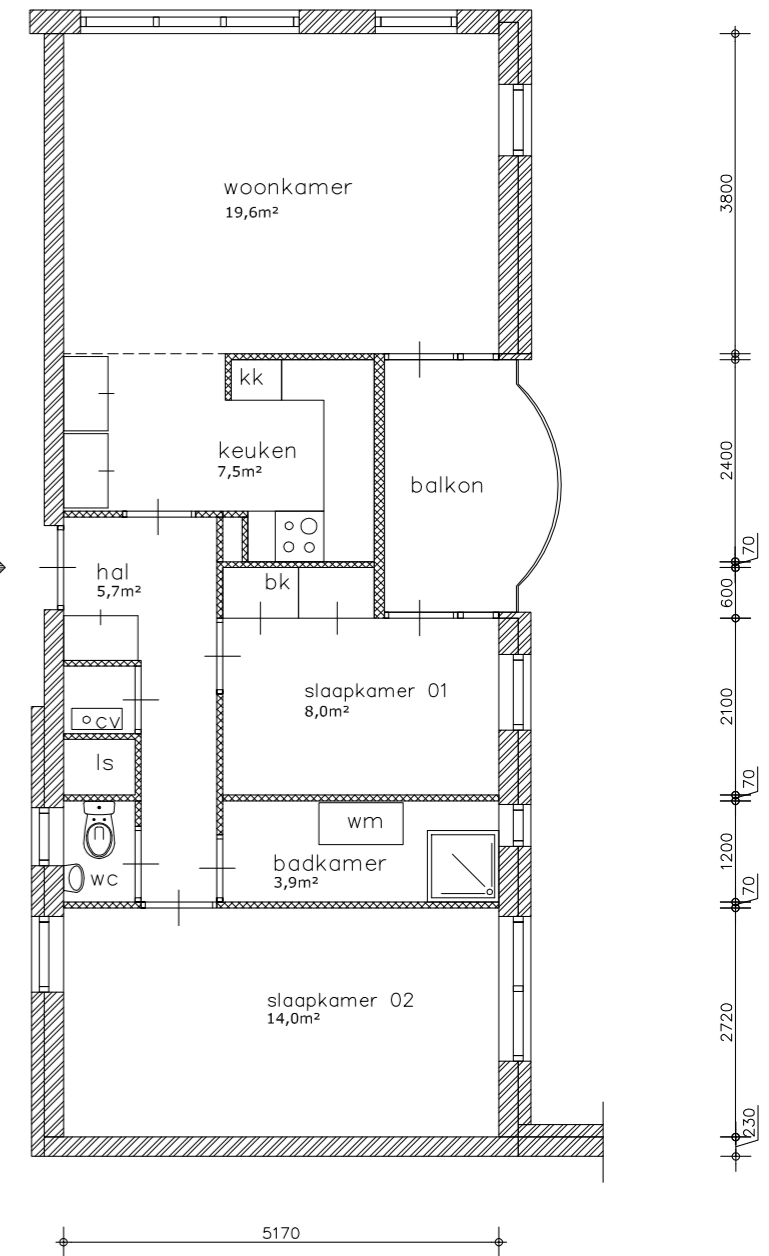 woonkamer
19,6m²
3800
kk
keuken
7,5m²
balkon
2400
70
hal
5,7m²
bk
600
slaapkamer 01
8,0m²
2100
cv
ls
70
wm
badkamer
3,9m²
wc
1200
70
slaapkamer 02
14,0m²
2720
230
5170